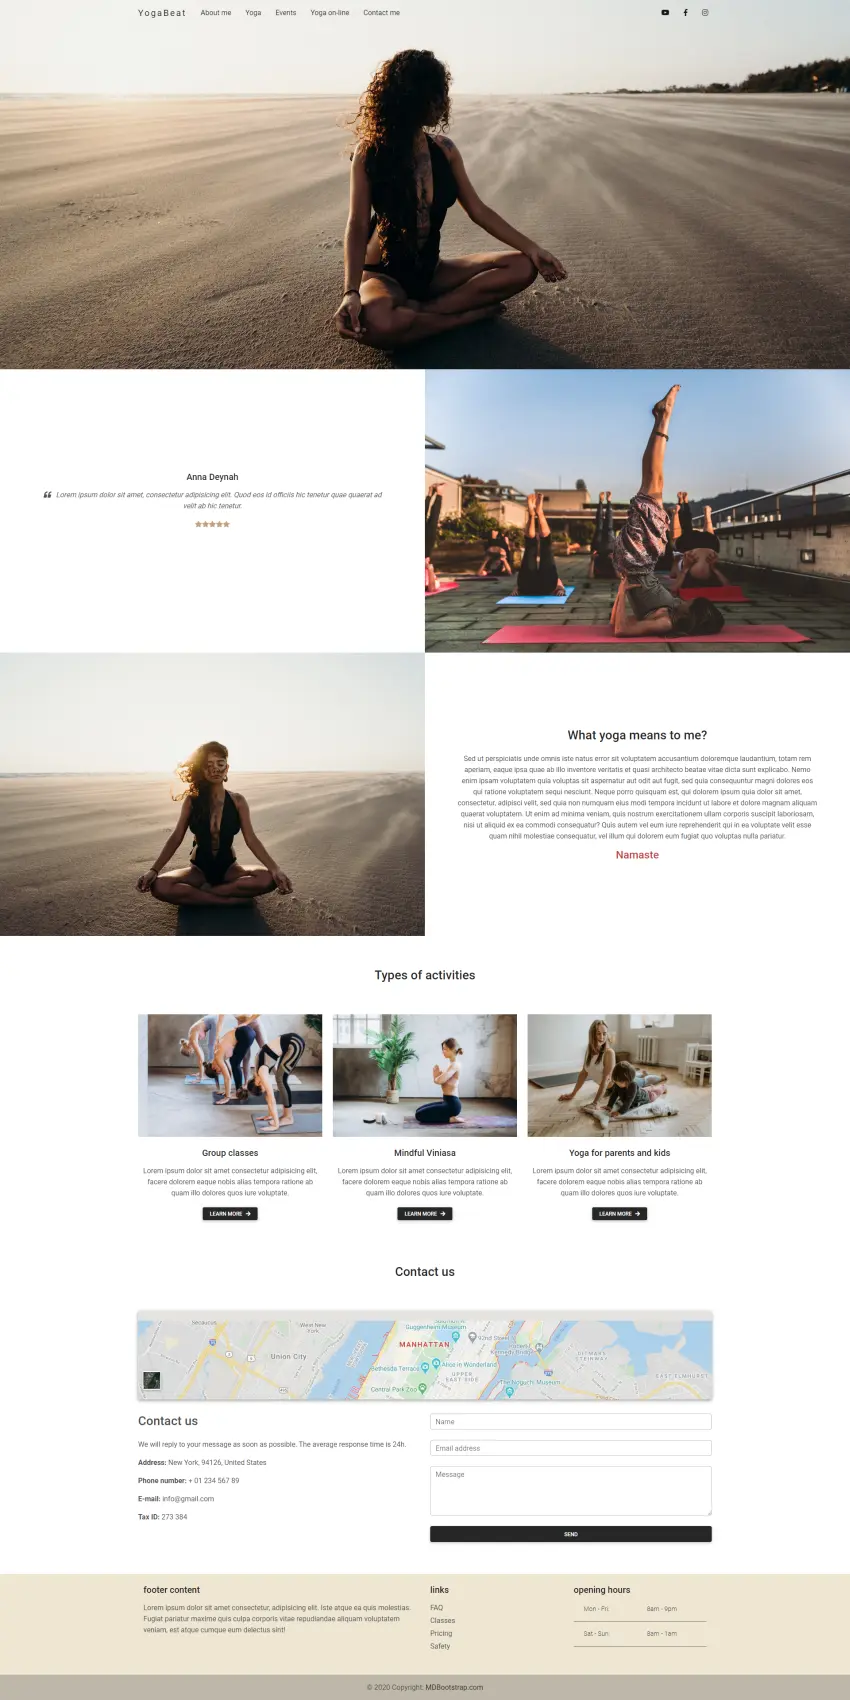 YogaBeat About me Yoga Events Yoga on-line Contact me
Anna Deynah
Lorem ipsum dolor sit amet, consectetur adipisicing elit. Quod eos id officiis hic tenetur quae quaerat ad
velit ab hic tenetur.
What yoga means to me?
Sed ut perspiciatis unde omnis iste natus error sit voluptatem accusantium doloremque laudantium, totam rem
aperiam, eaque ipsa quae ab illo inventore veritatis et quasi architecto beatae vitae dicta sunt explicabo. Nemo
enim ipsam voluptatem quia voluptas sit aspernatur aut odit aut fugit, sed quia consequuntur magni dolores eos
qui ratione voluptatem sequi nesciunt. Neque porro quisquam est, qui dolorem ipsum quia dolor sit amet,
consectetur, adipisci velit, sed quia non numquam eius modi tempora incidunt ut labore et dolore magnam aliquam
quaerat voluptatem. Ut enim ad minima veniam, quis nostrum exercitationem ullam corporis suscipit laboriosam,
nisi ut aliquid ex ea commodi consequatur? Quis autem vel eum iure reprehenderit qui in ea voluptate velit esse
quam nihil molestiae consequatur, vel illum qui dolorem eum fugiat quo voluptas nulla pariatur.
Namaste
Types of activities
Group classes
Lorem ipsum dolor sit amet consectetur adipisicing elit,
facere dolorem eaque nobis alias tempora ratione ab
quam illo dolores quos iure voluptate.
LEARN MORE
Mindful Viniasa
Lorem ipsum dolor sit amet consectetur adipisicing elit,
facere dolorem eaque nobis alias tempora ratione ab
quam illo dolores quos iure voluptate.
LEARN MORE
Yoga for parents and kids
Lorem ipsum dolor sit amet consectetur adipisicing elit,
facere dolorem eaque nobis alias tempora ratione ab
quam illo dolores quos iure voluptate.
LEARN MORE
Contact us
Secaucus
West New
York
Guggenheim Museum
92nd Street Y
MANHATTAN
Union City
Bethesda Terrace
Alice in Wonderland
UPPER
EAST SIDE
Central Park Zoo
The Noguchi Museum
DITMARS
STEINWAY
EAST ELMHURST
Contact us
We will reply to your message as soon as possible. The average response time is 24h.
Address: New York, 94126, United States
Phone number: + 01 234 567 89
E-mail: info@gmail.com
Tax ID: 273 384
Name
Email address
Message
SEND
footer content
Lorem ipsum dolor sit amet consectetur, adipisicing elit. Iste atque ea quis molestias.
Fugiat pariatur maxime quis culpa corporis vitae repudiandae aliquam voluptatem
veniam, est atque cumque eum delectus sint!
links
FAQ
Classes
Pricing
Safety
opening hours
Mon - Fri: 8am - 9pm
Sat - Sun: 8am - 1am
© 2020 Copyright: MDBootstrap.com